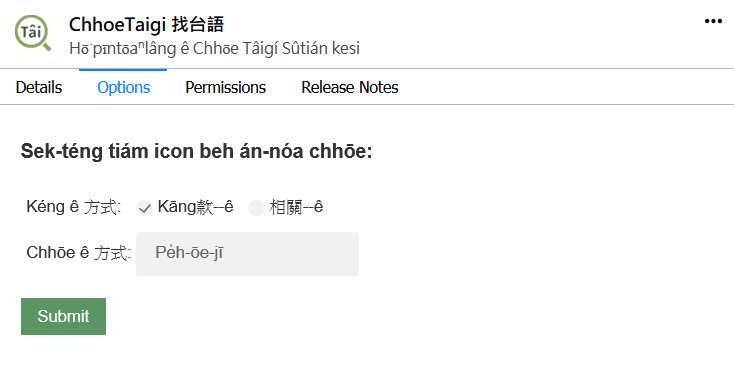 Tâi
ChhoeTaigi 找台語
Hō͘ pīntōaⁿlâng ê Chhōe Tâigí Sûtián kesi
Details Options Permissions Release Notes
Sek-téng tiám icon beh án-nóa chhōe:
Kéng ê 方式: Kāng款--ê 相關--ê
Chhōe ê 方式: Pe̍h-ōe-jī
Submit